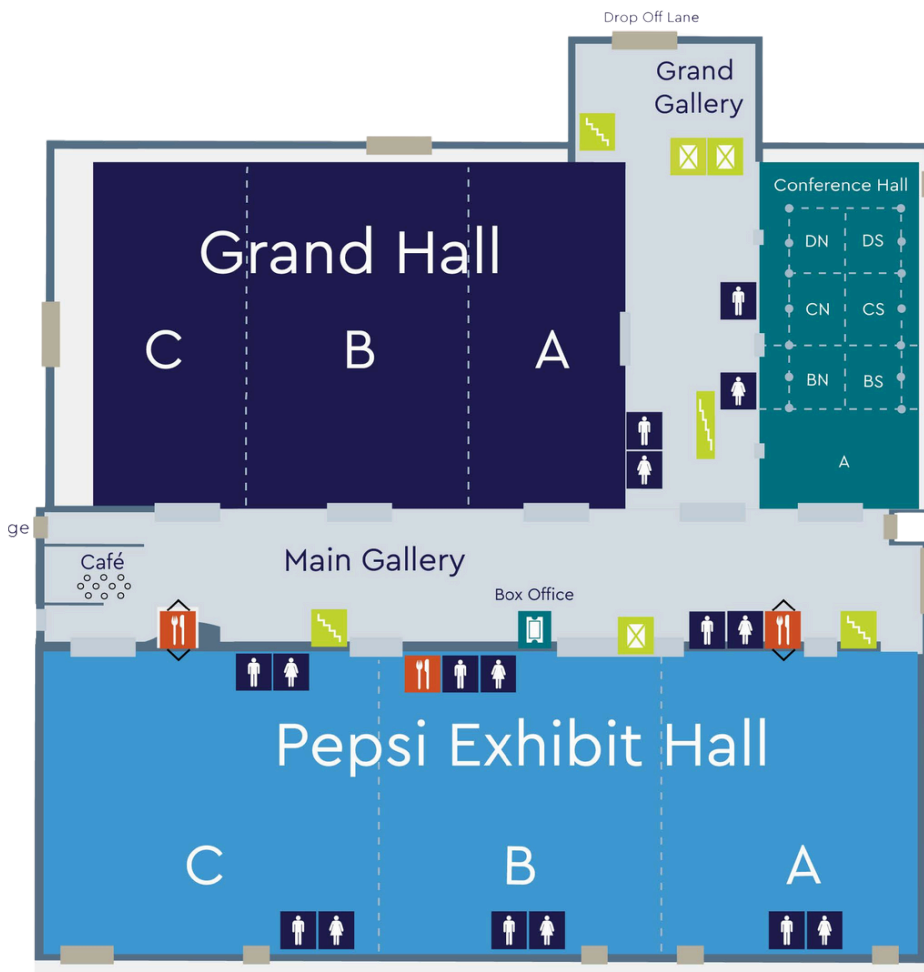 Drop Off Lane
Grand
Gallery
Conference Hall
DN DS
Grand Hall
CN CS
C B A
BN BS
A
ge
Main Gallery
Café
Box Office
Pepsi Exhibit Hall
C B A